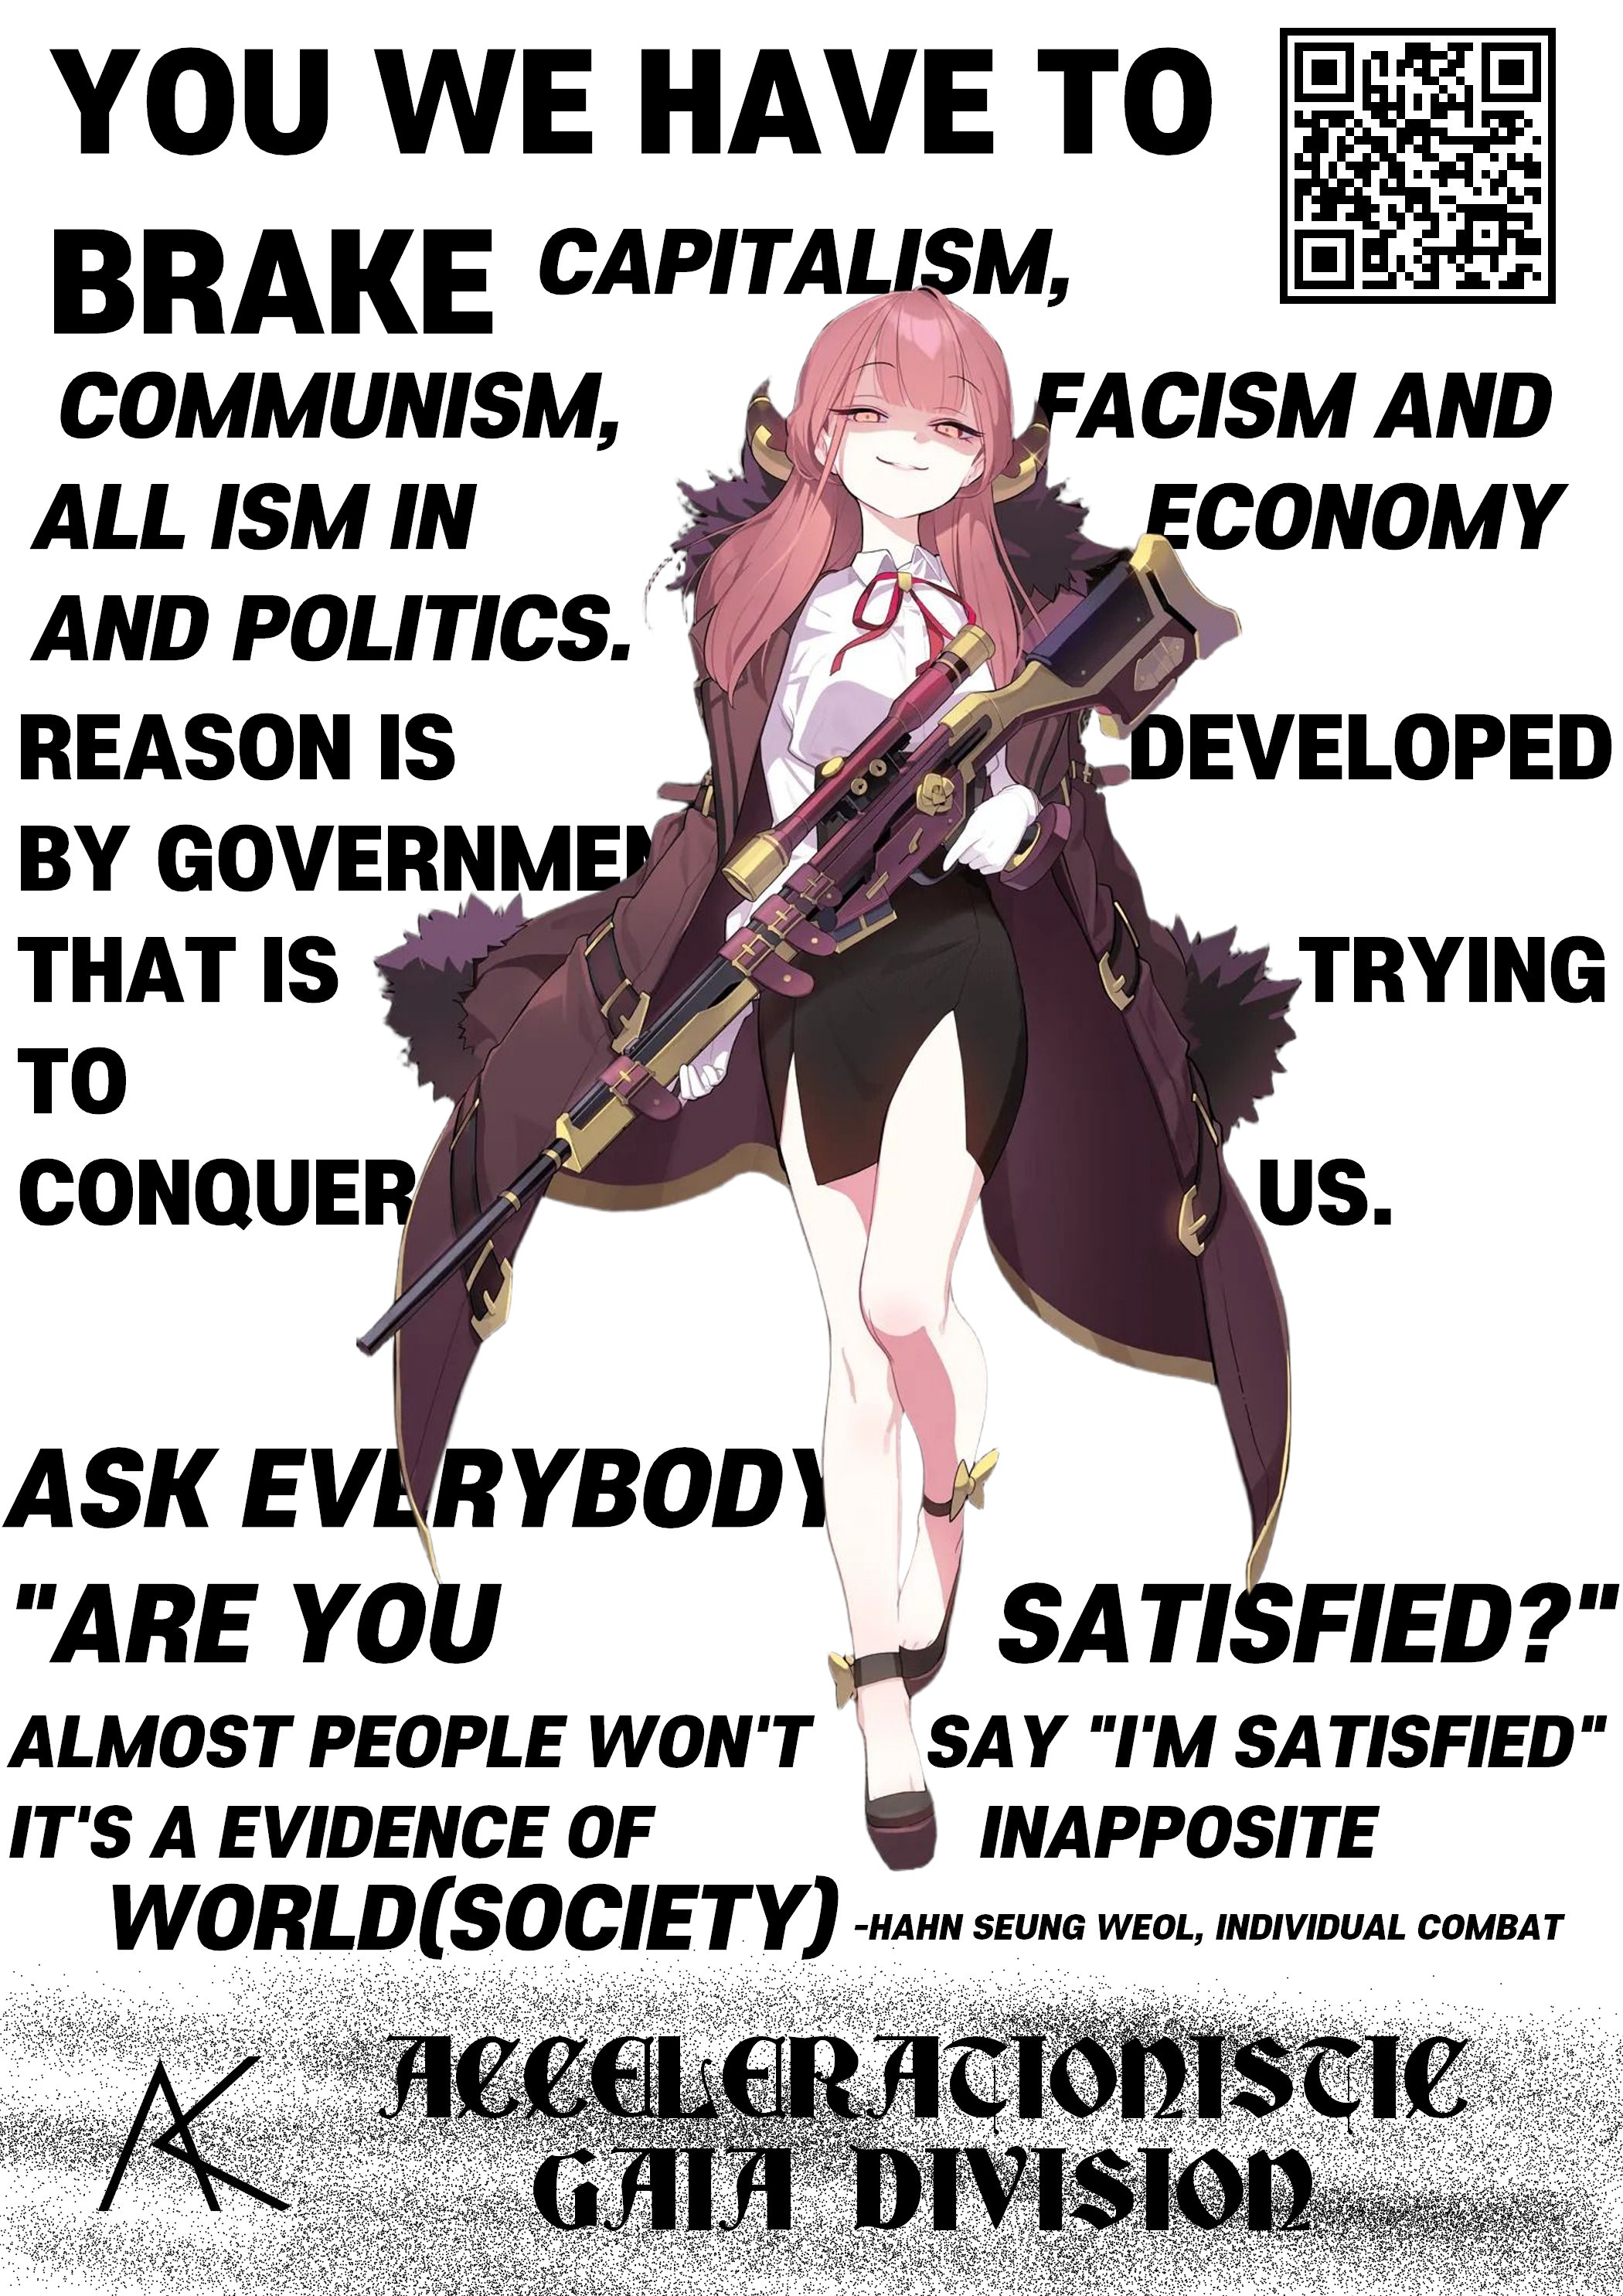 YOU WE HAVE TO
BRAKE CAPITALISM,
COMMUNISM, FACISM AND
ALL ISM IN ECONOMY
AND POLITICS.
REASON IS DEVELOPED
BY GOVERNMEN
THAT IS TRYING
TO
CONQUER US.
ASK EVERYBODY
"ARE YOU SATISFIED?"
ALMOST PEOPLE WON'T SAY "I'M SATISFIED"
IT'S A EVIDENCE OF INAPPOSITE
WORLD(SOCIETY) -HAHN SEUNG WEOL, INDIVIDUAL COMBAT
ACCELERATIONISTIC
GAIA DIVISION